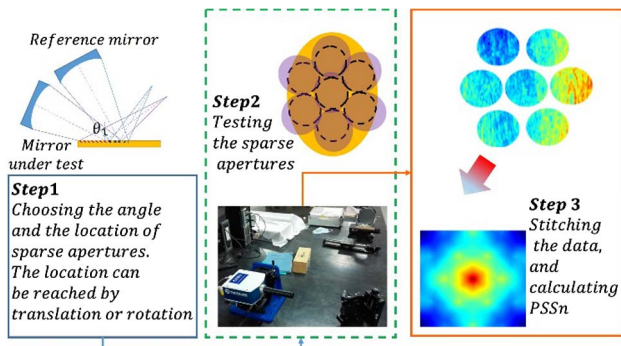 Reference mirror
θ1
Mirror
under test
Step1
Choosing the angle
and the location of
sparse apertures.
The location can
be reached by
translation or rotation
Step2
Testing
the sparse
apertures
Step 3
Stitching
the data,
and
calculating
PSSn